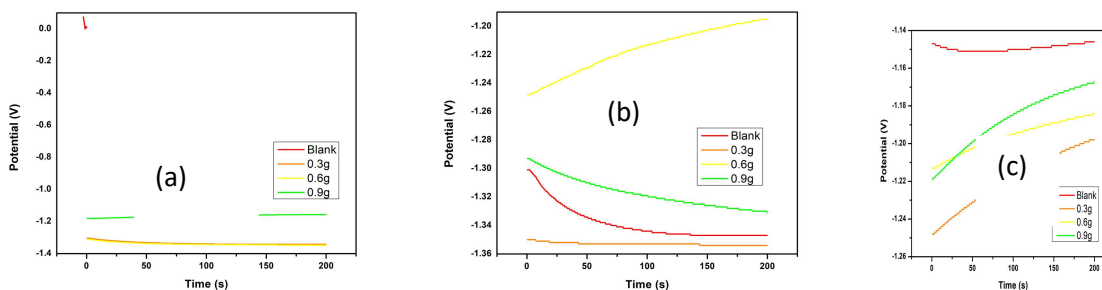 0.0
-0.2
-0.4
-0.6
-0.8
-1.0
-1.2
-1.4
Potential (V)
0
50
100
150
200
Time (s)
Blank
0.3g
0.6g
0.9g
(a)
-1.20
-1.22
-1.24
-1.26
-1.28
-1.30
-1.32
-1.34
-1.36
Potential (V)
0
50
100
150
200
Time (s)
Blank
0.3g
0.6g
0.9g
(b)
-1.14
-1.16
-1.18
-1.20
-1.22
-1.24
-1.26
Potential (V)
0
50
100
150
200
Time (s)
Blank
0.3g
0.6g
0.9g
(c)